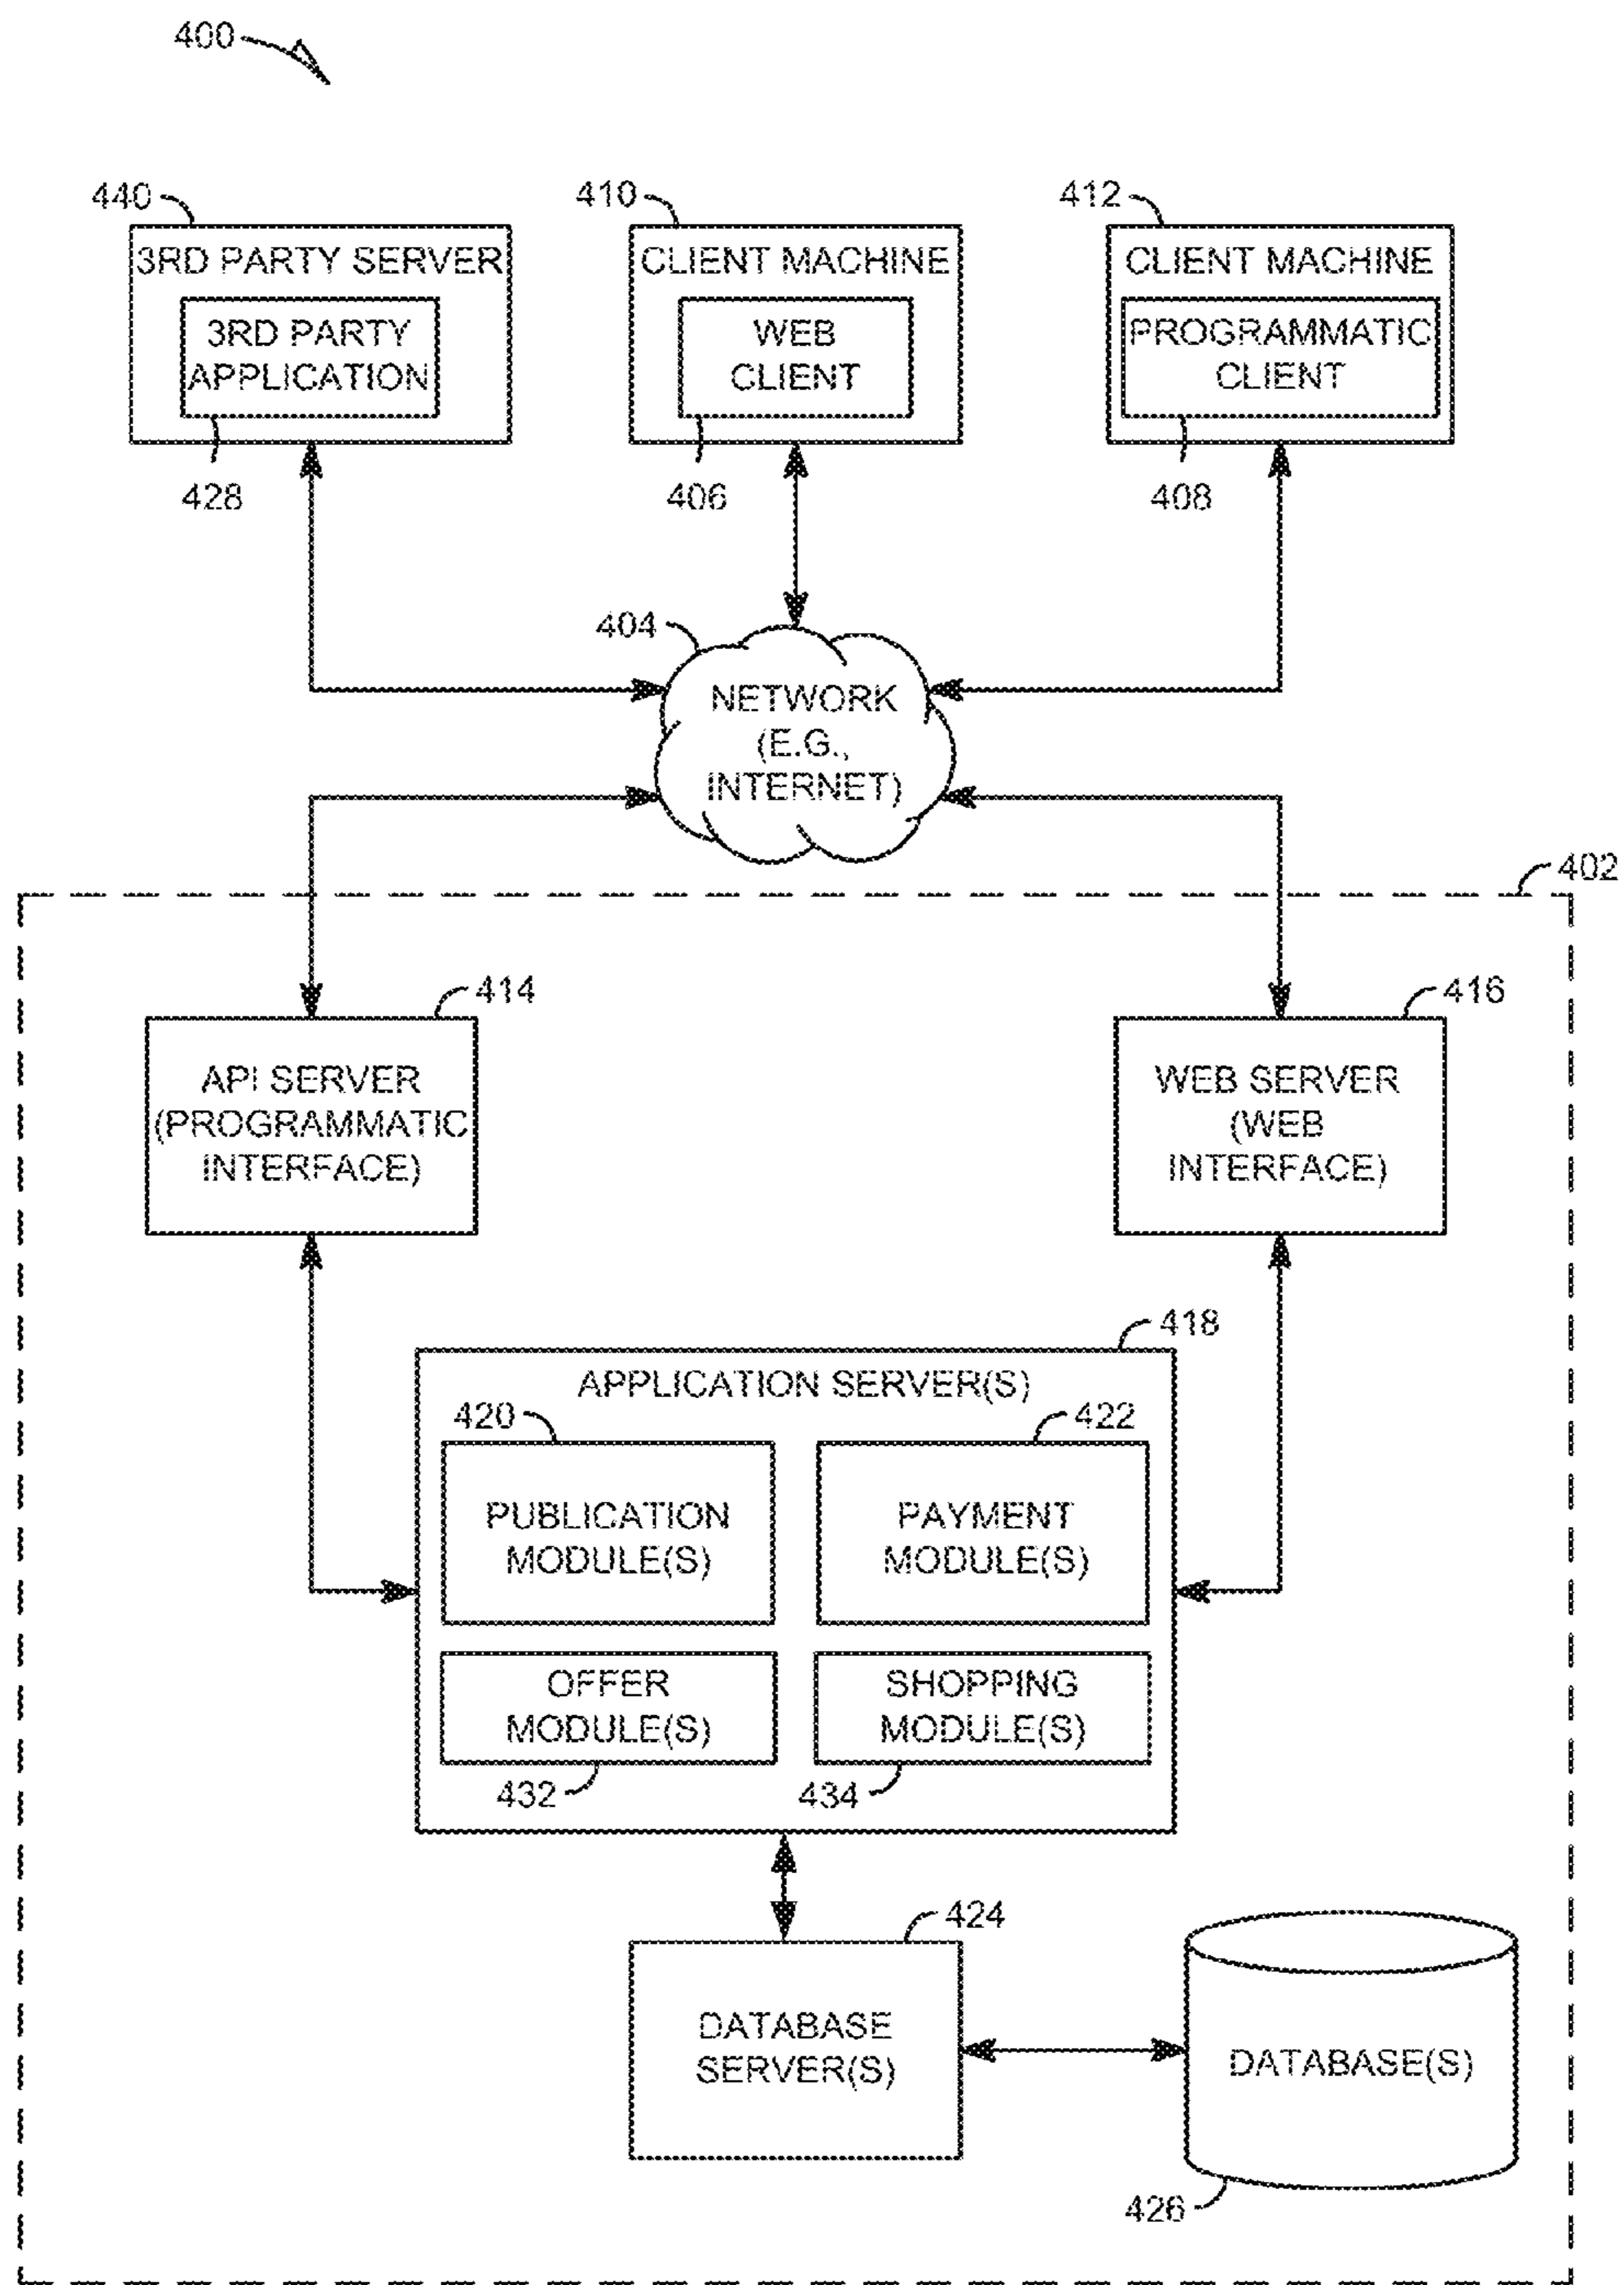 400
440
410
412
3RD PARTY SERVER
3RD PARTY
APPLICATION
428
CLIENT MACHINE
WEB
CLIENT
406
CLIENT MACHINE
PROGRAMMATIC
CLIENT
408
404
NETWORK
(E.G.,
INTERNET)
402
414
API SERVER
(PROGRAMMATIC
INTERFACE)
416
WEB SERVER
(WEB
INTERFACE)
418
APPLICATION SERVER(S)
420
PUBLICATION
MODULE(S)
422
PAYMENT
MODULE(S)
OFFER
MODULE(S)
432
SHOPPING
MODULE(S)
434
424
DATABASE
SERVER(S)
DATABASE(S)
426